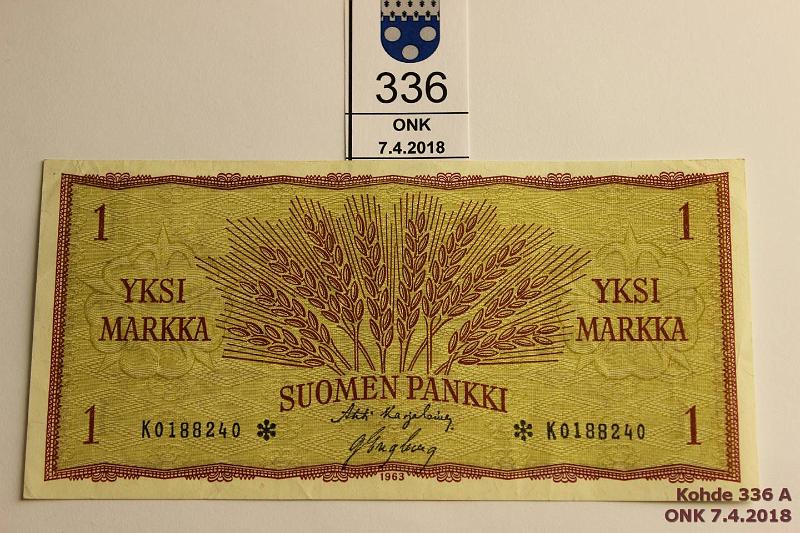 336
ONK
7.4.2018
1
1
YKSI
MARKKA
YKSI
MARKKA
SUOMEN PANKKI
1
K0188240 *
* K0188240
1
1963
Kohde 336 A
ONK 7.4.2018